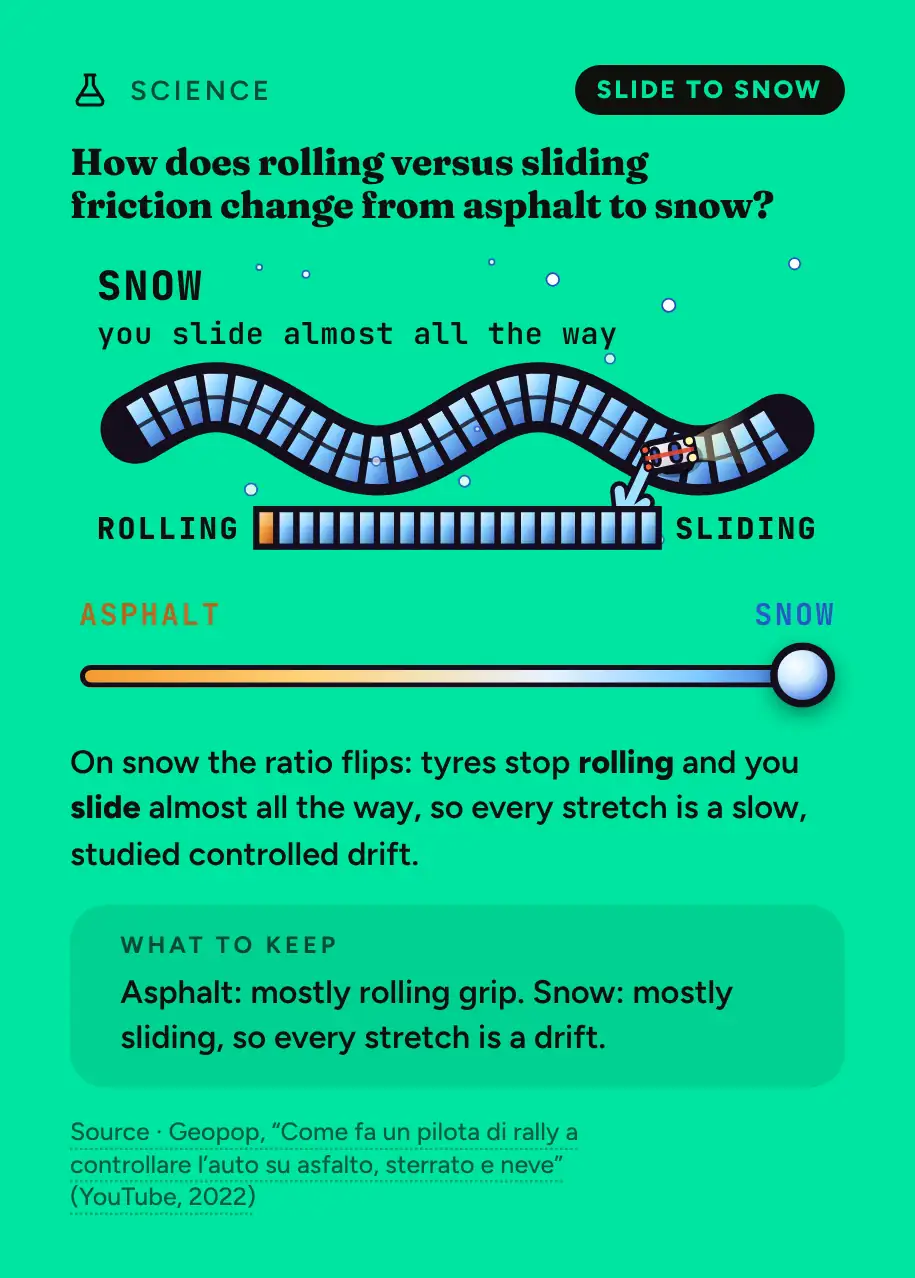 SCIENCE
SLIDE TO SNOW
How does rolling versus sliding
friction change from asphalt to snow?
SNOW
you slide almost all the way
ROLLING
SLIDING
ASPHALT
SNOW
On snow the ratio flips: tyres stop rolling and you
slide almost all the way, so every stretch is a slow,
studied controlled drift.
WHAT TO KEEP
Asphalt: mostly rolling grip. Snow: mostly
sliding, so every stretch is a drift.
Source · Geopop, “Come fa un pilota di rally a
controllare l’auto su asfalto, sterrato e neve”
(YouTube, 2022)